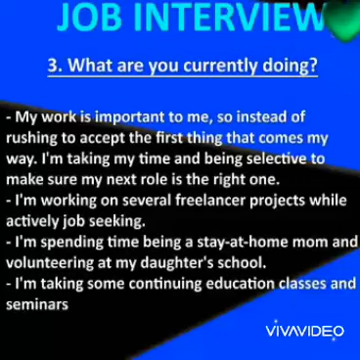 JOB INTERVIEW
3. What are you currently doing?
- My work is important to me, so instead of
rushing to accept the first thing that comes my
way. I'm taking my time and being selective to
make sure my next role is the right one.
- I'm working on several freelancer projects while
actively job seeking.
- I'm spending time being a stay-at-home mom and
volunteering at my daughter's school.
- I'm taking some continuing education classes and
seminars
VIVAVIDEO